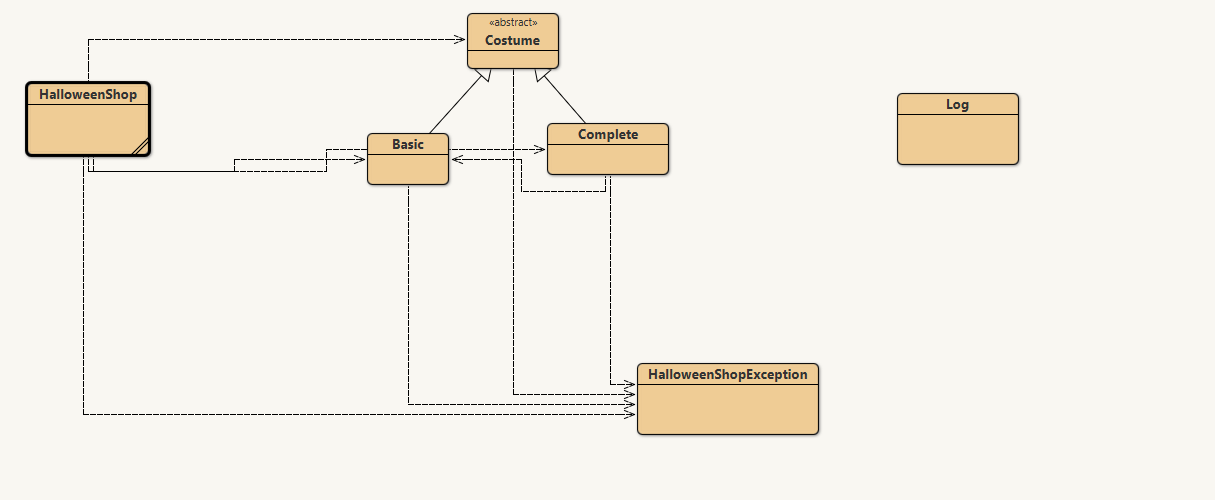 «abstract»
Costume
HalloweenShop
Log
Basic
Complete
HalloweenShopException